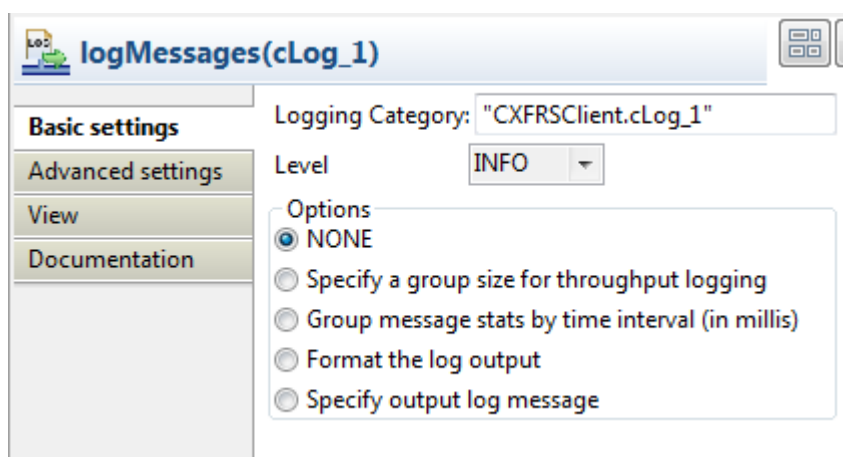 LOG
logMessages(cLog_1)
Basic settings
Advanced settings
View
Documentation
Logging Category: "CXFRSClient.cLog_1"
Level INFO
Options
NONE
Specify a group size for throughput logging
Group message stats by time interval (in millis)
Format the log output
Specify output log message